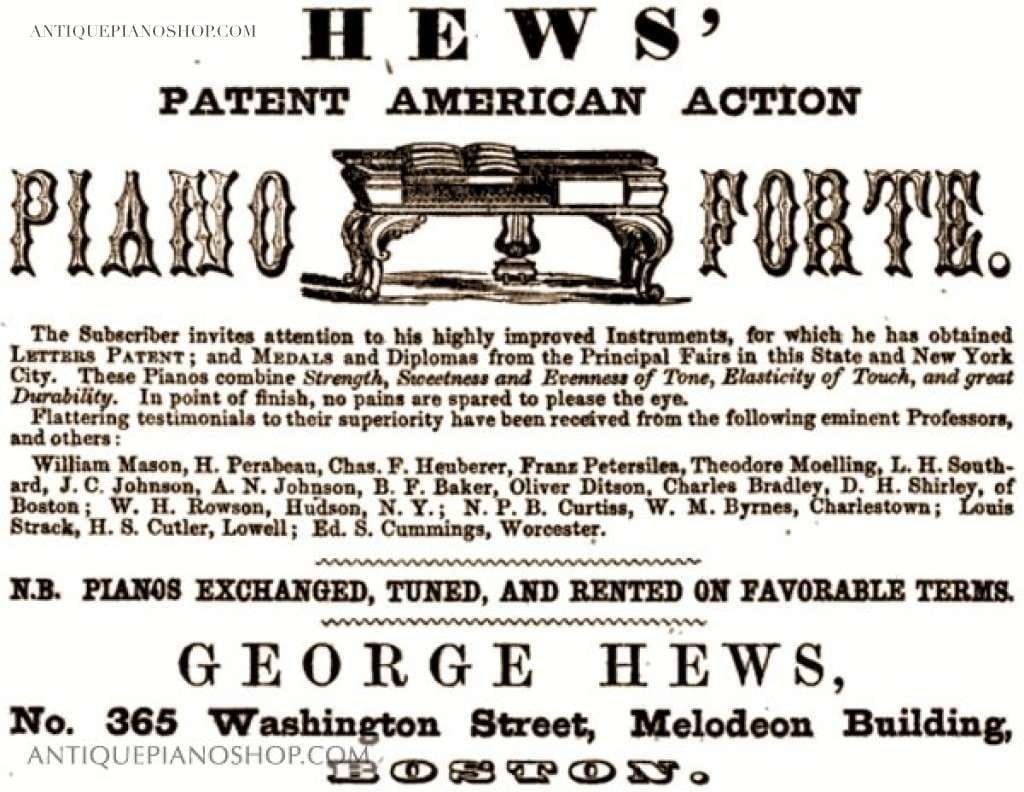 ANTIQUEPIANOSHOP.COM
HEWS'
PATENT AMERICAN ACTION
PIANO FORTE.
The Subscriber invites attention to his highly improved Instruments, for which he has obtained
LETTERS PATENT; and MEDALS and Diplomas from the Principal Fairs in this State and New York
City. These Pianos combine Strength, Sweetness and Evenness of Tone, Elasticity of Touch, and great
Durability. In point of finish, no pains are spared to please the eye.
Flattering testimonials to their superiority have been received from the following eminent Professors,
and others:
William Mason, H. Perabeau, Chas. F. Heuberer, Franz Petersilea, Theodore Moelling, L. H. South-
ard, J. C. Johnson, A. N. Johnson, B. F. Baker, Oliver Ditson, Charles Bradley, D. H. Shirley, of
Boston; W. H. Rowson, Hudson, N. Y.; N. P. B. Curtiss, W. M. Byrnes, Charlestown; Louis
Strack, H. S. Cutler, Lowell; Ed. S. Cummings, Worcester.
N.B. PIANOS EXCHANGED, TUNED, AND RENTED ON FAVORABLE TERMS.
GEORGE HEWS,
No. 365 Washington Street, Melodeon Building,
ANTIQUEPIANOSHOP.COM
BOSTON.